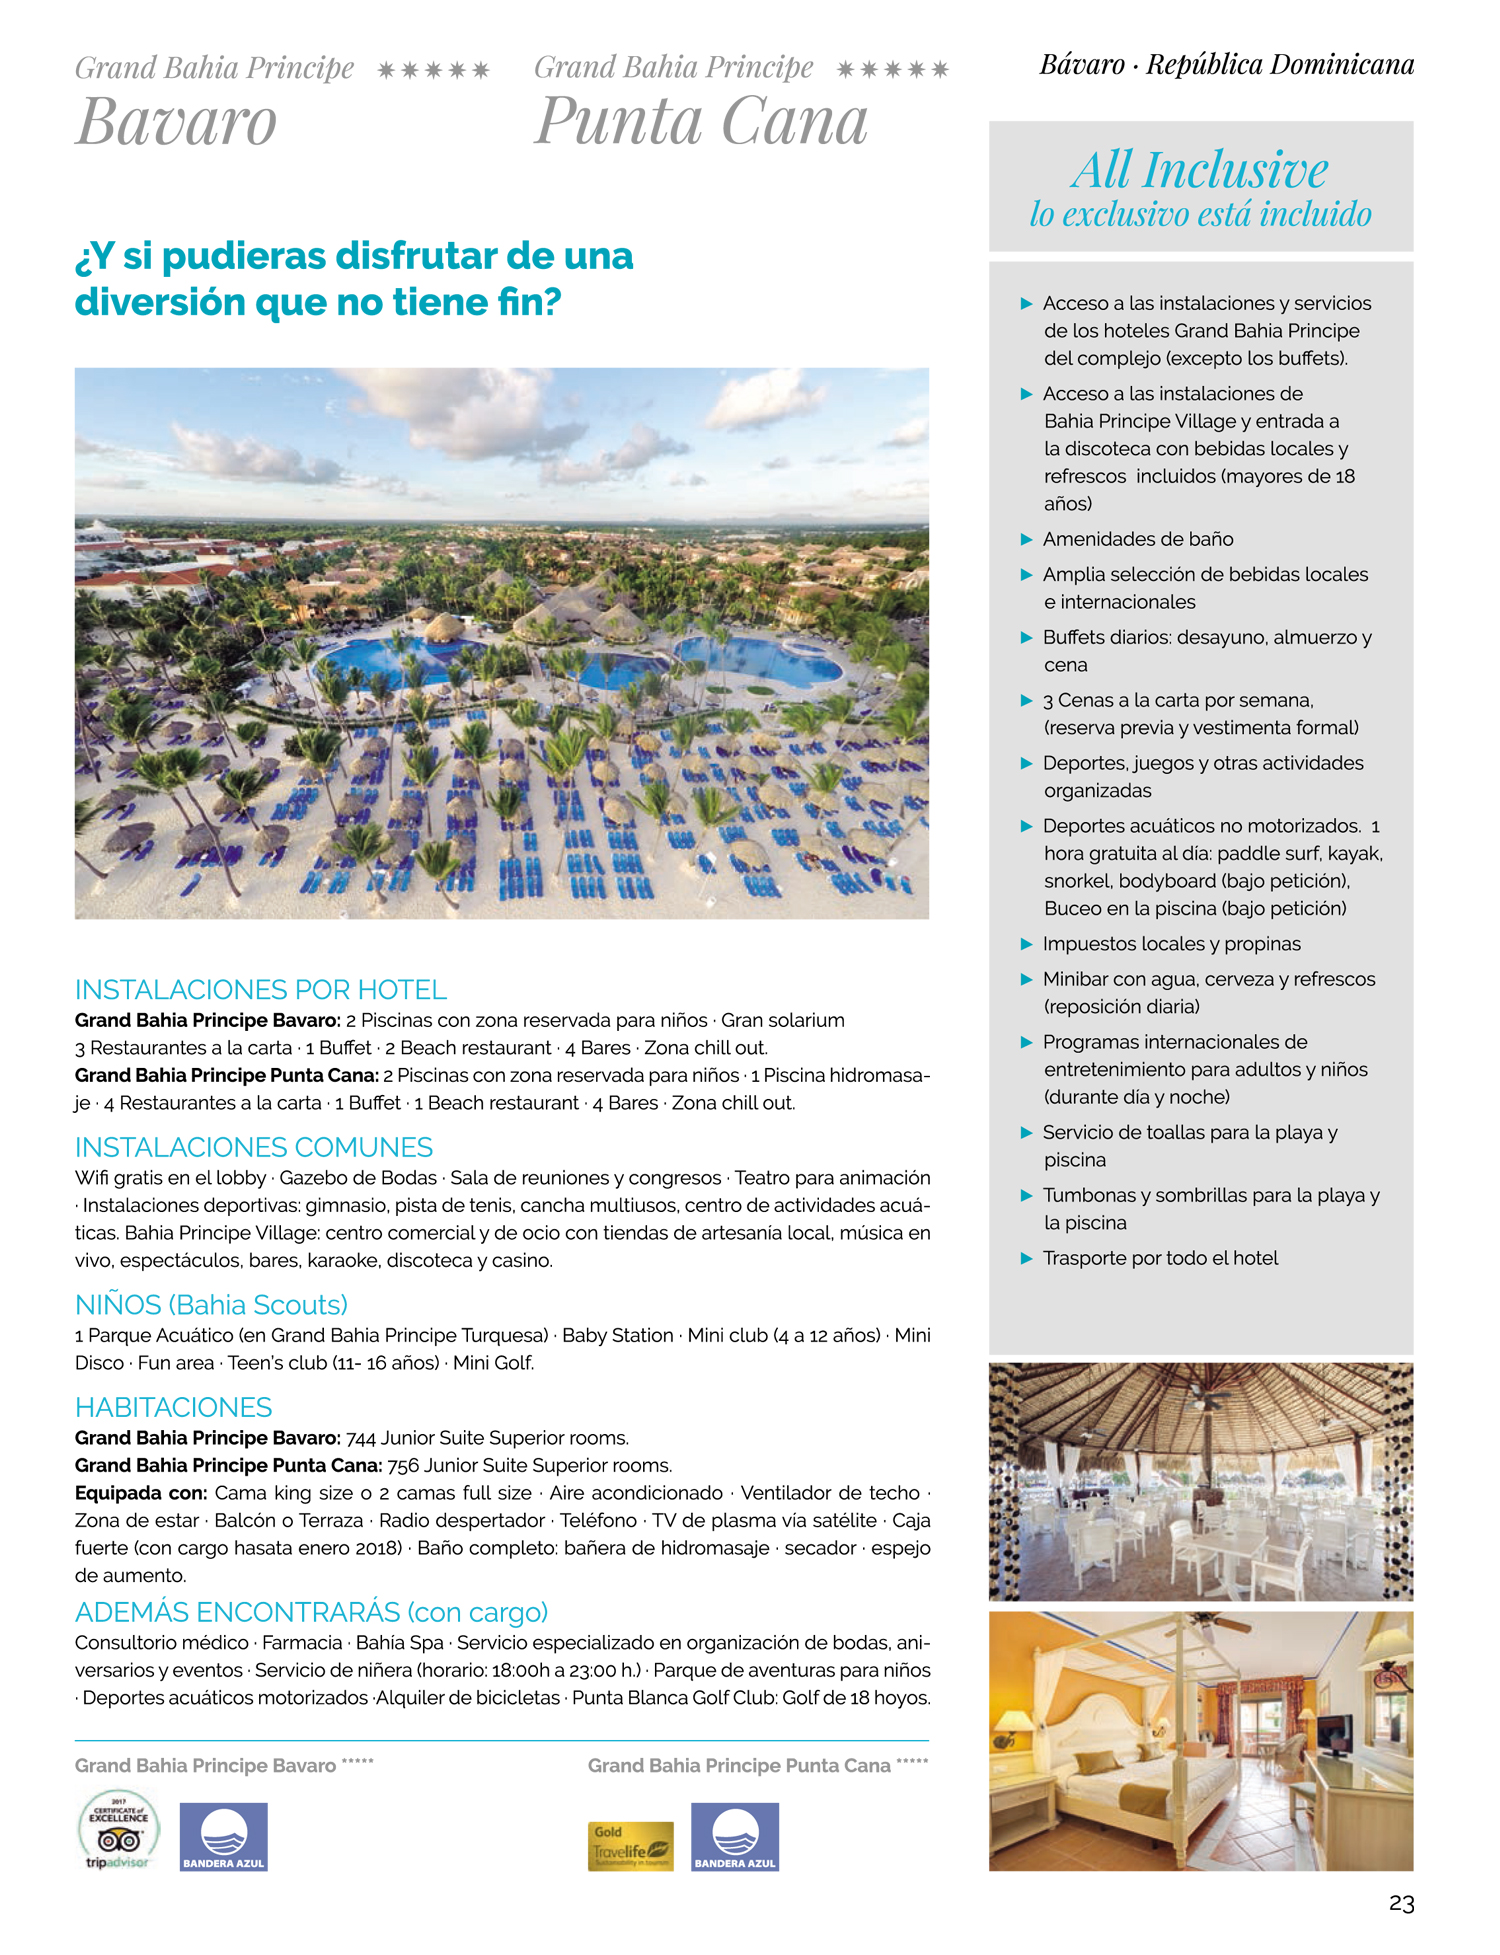 Grand Bahia Principe ✷✷✷✷✷
Bavaro
Grand Bahia Principe ✷✷✷✷✷
Punta Cana
Bávaro · República Dominicana
¿Y si pudieras disfrutar de una
diversión que no tiene fin?
INSTALACIONES POR HOTEL
Grand Bahia Principe Bavaro: 2 Piscinas con zona reservada para niños · Gran solarium
3 Restaurantes a la carta · 1 Buffet · 2 Beach restaurant · 4 Bares · Zona chill out.
Grand Bahia Principe Punta Cana: 2 Piscinas con zona reservada para niños · 1 Piscina hidromasa-
je · 4 Restaurantes a la carta · 1 Buffet · 1 Beach restaurant · 4 Bares · Zona chill out.
INSTALACIONES COMUNES
Wifi gratis en el lobby · Gazebo de Bodas · Sala de reuniones y congresos · Teatro para animación
· Instalaciones deportivas: gimnasio, pista de tenis, cancha multiusos, centro de actividades acuá-
ticas. Bahia Principe Village: centro comercial y de ocio con tiendas de artesanía local, música en
vivo, espectáculos, bares, karaoke, discoteca y casino.
NIÑOS (Bahia Scouts)
1 Parque Acuático (en Grand Bahia Principe Turquesa) · Baby Station · Mini club (4 a 12 años) · Mini
Disco · Fun area · Teen's club (11- 16 años) · Mini Golf.
HABITACIONES
Grand Bahia Principe Bavaro: 744 Junior Suite Superior rooms.
Grand Bahia Principe Punta Cana: 756 Junior Suite Superior rooms.
Equipada con: Cama king size o 2 camas full size · Aire acondicionado · Ventilador de techo ·
Zona de estar · Balcón o Terraza · Radio despertador · Teléfono · TV de plasma vía satélite · Caja
fuerte (con cargo hasata enero 2018) · Baño completo: bañera de hidromasaje · secador · espejo
de aumento.
ADEMÁS ENCONTRARÁS (con cargo)
Consultorio médico · Farmacia · Bahía Spa · Servicio especializado en organización de bodas, ani-
versarios y eventos · Servicio de niñera (horario: 18:00h a 23:00 h.) · Parque de aventuras para niños
· Deportes acuáticos motorizados ·Alquiler de bicicletas · Punta Blanca Golf Club: Golf de 18 hoyos.
Grand Bahia Principe Bavaro *****
2017
CERTIFICATE of
EXCELLENCE
tripadvisor
BANDERA AZUL
Grand Bahia Principe Punta Cana *****
Gold
Travelife
Sustainability in tourism
BANDERA AZUL
All Inclusive
lo exclusivo está incluido
► Acceso a las instalaciones y servicios
de los hoteles Grand Bahia Principe
del complejo (excepto los buffets).
► Acceso a las instalaciones de
Bahia Principe Village y entrada a
la discoteca con bebidas locales y
refrescos incluidos (mayores de 18
años)
► Amenidades de baño
► Amplia selección de bebidas locales
e internacionales
► Buffets diarios: desayuno, almuerzo y
cena
► 3 Cenas a la carta por semana,
(reserva previa y vestimenta formal)
► Deportes, juegos y otras actividades
organizadas
► Deportes acuáticos no motorizados. 1
hora gratuita al día: paddle surf, kayak,
snorkel, bodyboard (bajo petición),
Buceo en la piscina (bajo petición)
► Impuestos locales y propinas
► Minibar con agua, cerveza y refrescos
(reposición diaria)
► Programas internacionales de
entretenimiento para adultos y niños
(durante día y noche)
► Servicio de toallas para la playa y
piscina
► Tumbonas y sombrillas para la playa y
la piscina
► Trasporte por todo el hotel
23